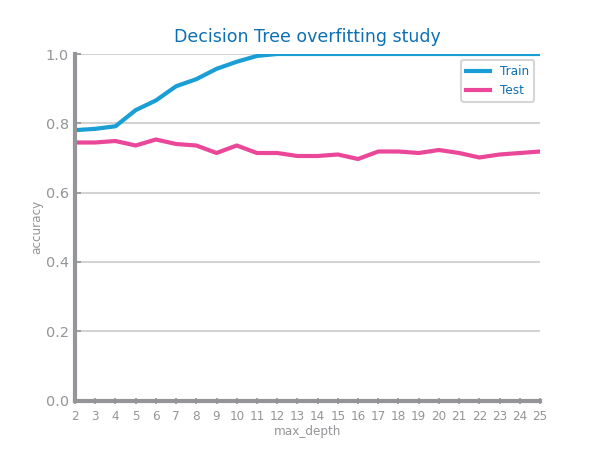 Decision Tree overfitting study
1.0
0.8
0.6
0.4
0.2
0.0
accuracy
Train
Test
2 3 4 5 6 7 8 9 10 11 12 13 14 15 16 17 18 19 20 21 22 23 24 25
max_depth